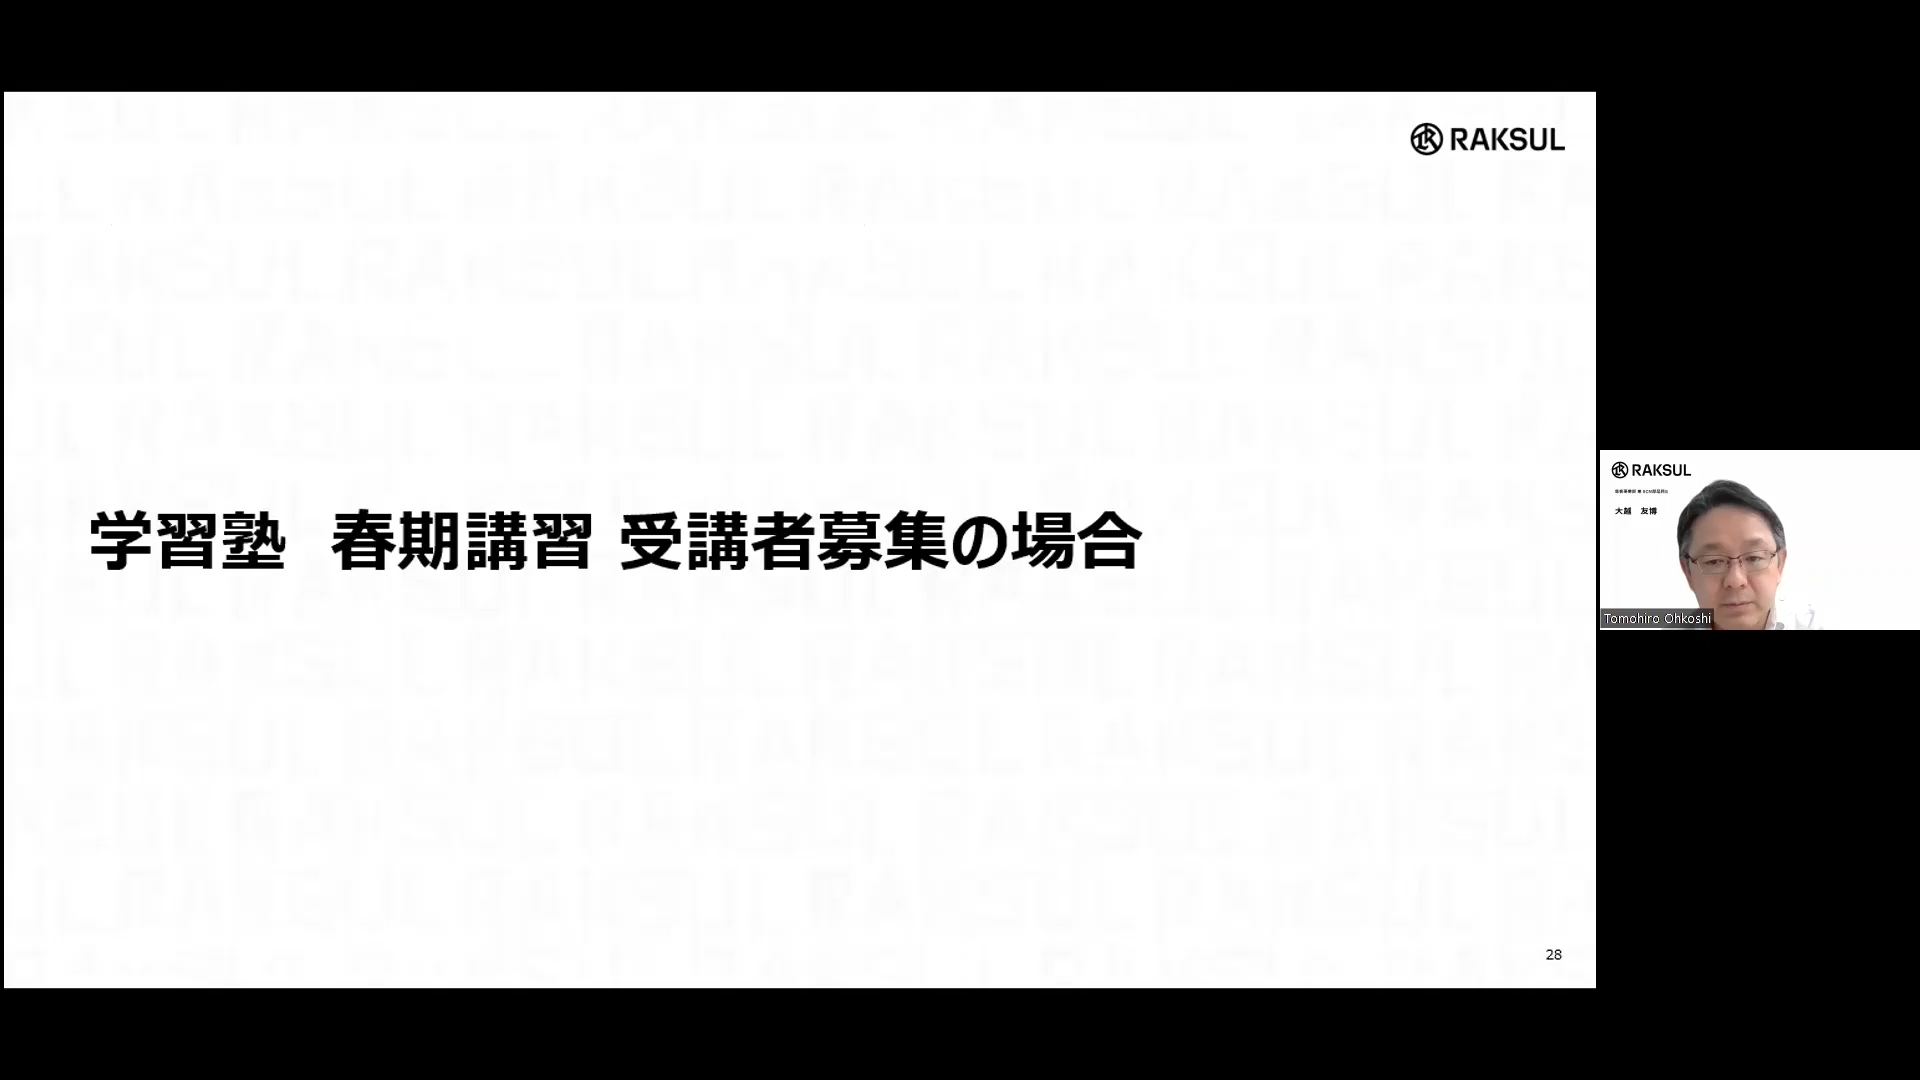 RAKSUL
学習塾 春期講習 受講者募集の場合
28
RAKSUL
大越 友博
Tomohiro Ohkoshi